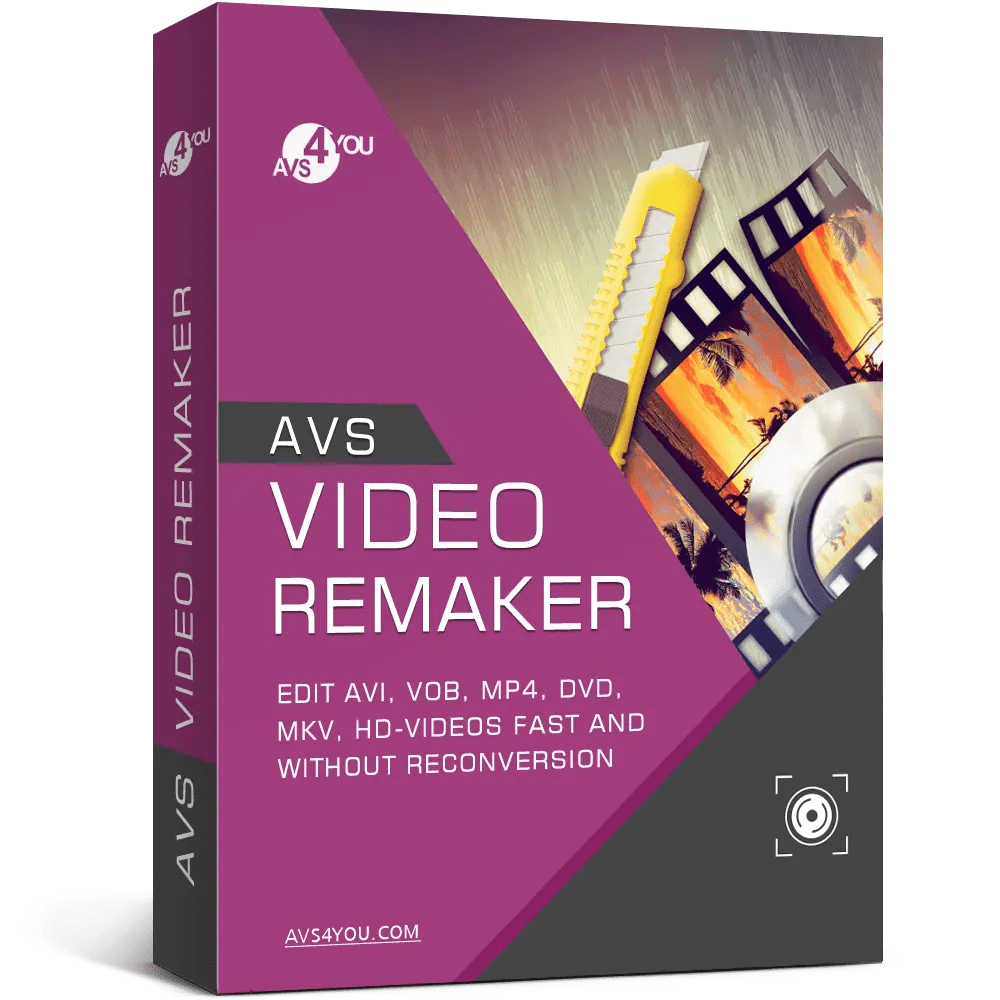 AVS4YOU
AVS VIDEO REMAKER
AVS4YOU
AVS
VIDEO
REMAKER
EDIT AVI, VOB, MP4, DVD,
MKV, HD-VIDEOS FAST AND
WITHOUT RECONVERSION
AVS4YOU.COM